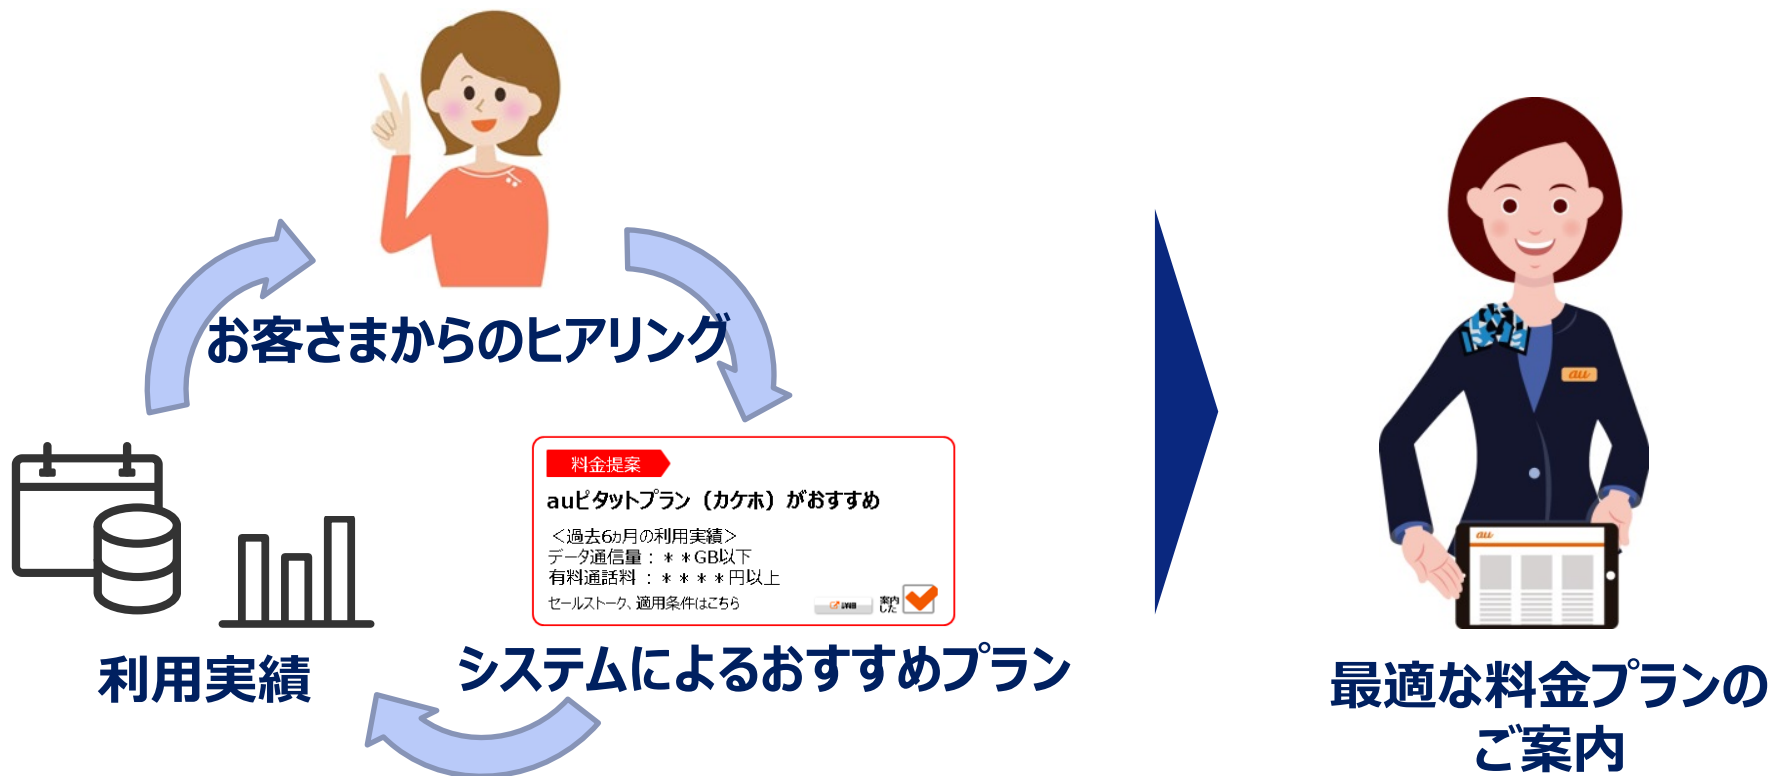 お客さまからのヒアリング
料金提案
auピタットプラン（カケホ）がおすすめ
＜過去6ヵ月の利用実績＞
データ通信量：＊＊GB以下
有料通話料：＊＊＊＊円以上
セールストーク、適用条件はこちら
詳細
案内
した
利用実績
システムによるおすすめプラン
au
au
最適な料金プランの
ご案内